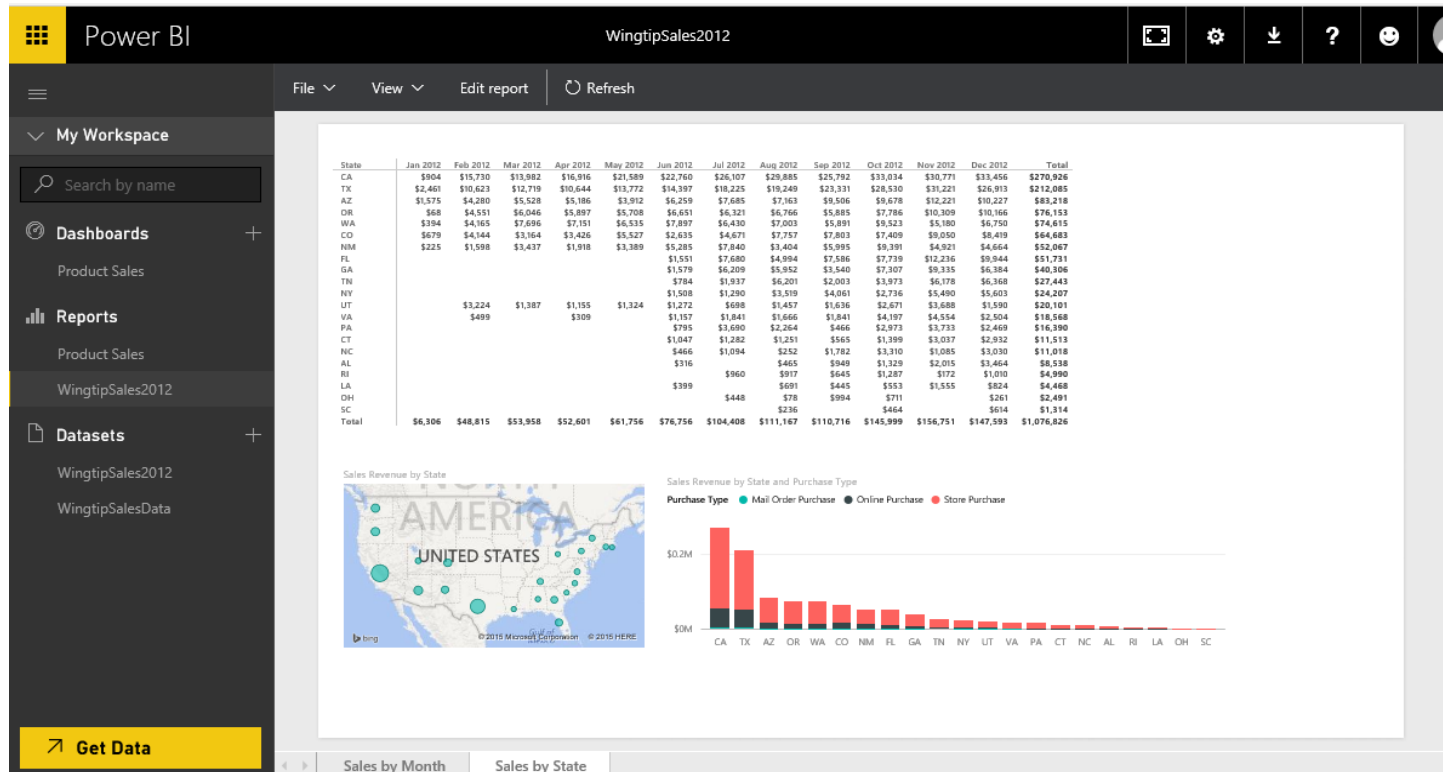 Power BI
WingtipSales2012
?
File View Edit report Refresh
My Workspace
Search by name
Dashboards +
Product Sales
Reports
Product Sales
WingtipSales2012
Datasets +
WingtipSales2012
WingtipSalesData
Get Data
State Jan 2012 Feb 2012 Mar 2012 Apr 2012 May 2012 Jun 2012 Jul 2012 Aug 2012 Sep 2012 Oct 2012 Nov 2012 Dec 2012 Total
CA $904 $15,730 $13,982 $16,916 $21,589 $22,760 $26,107 $29,885 $25,792 $33,034 $30,771 $33,456 $270,926
TX $2,461 $10,623 $12,719 $10,644 $13,772 $14,397 $18,225 $19,249 $23,331 $28,530 $31,221 $26,913 $212,085
AZ $1,575 $4,280 $5,528 $5,186 $3,912 $6,259 $7,685 $7,163 $9,506 $9,678 $12,221 $10,227 $83,218
OR $68 $4,551 $6,046 $5,897 $5,708 $6,651 $6,321 $6,766 $5,885 $7,786 $10,309 $10,166 $76,153
WA $394 $4,165 $7,696 $7,151 $6,535 $7,897 $6,430 $7,003 $5,891 $9,523 $5,180 $6,750 $74,615
CO $679 $4,144 $3,164 $3,426 $5,527 $2,635 $4,671 $7,757 $7,803 $7,409 $9,050 $8,419 $64,683
NM $225 $1,598 $3,437 $1,918 $3,389 $5,285 $7,840 $3,404 $5,995 $9,391 $4,921 $4,664 $52,067
FL $1,551 $7,680 $4,994 $7,586 $7,739 $12,236 $9,944 $51,731
GA $1,579 $6,209 $5,952 $3,540 $7,307 $9,335 $6,384 $40,306
TN $784 $1,937 $6,201 $2,003 $3,973 $6,178 $6,368 $27,443
NY $1,508 $1,290 $3,519 $4,061 $2,736 $5,490 $5,603 $24,207
UT $3,224 $1,387 $1,155 $1,324 $1,272 $698 $1,457 $1,636 $2,671 $3,688 $1,590 $20,101
VA $499 $309 $1,157 $1,841 $1,666 $1,841 $4,197 $4,554 $2,504 $18,568
PA $795 $3,690 $2,264 $466 $2,973 $3,733 $2,469 $16,390
CT $1,047 $1,282 $1,251 $565 $1,399 $3,037 $2,932 $11,513
NC $466 $1,094 $252 $1,782 $3,310 $1,085 $3,030 $11,018
AL $316 $465 $949 $1,329 $2,015 $3,464 $8,538
RI $960 $917 $645 $1,287 $172 $1,010 $4,990
LA $399 $691 $445 $553 $1,555 $824 $4,468
OH $448 $78 $994 $711 $261 $2,491
SC $236 $464 $614 $1,314
Total $6,306 $48,815 $53,958 $52,601 $61,756 $76,756 $104,408 $111,167 $110,716 $145,999 $156,751 $147,593 $1,076,826
Sales Revenue by State
AMERICA
UNITED STATES
bing © 2015 Microsoft Corporation © 2015 HERE
Sales Revenue by State and Purchase Type
Purchase Type Mail Order Purchase Online Purchase Store Purchase
$0.2M
$0M
CA TX AZ OR WA CO NM FL GA TN NY UT VA PA CT NC AL RI LA OH SC
Sales by Month Sales by State